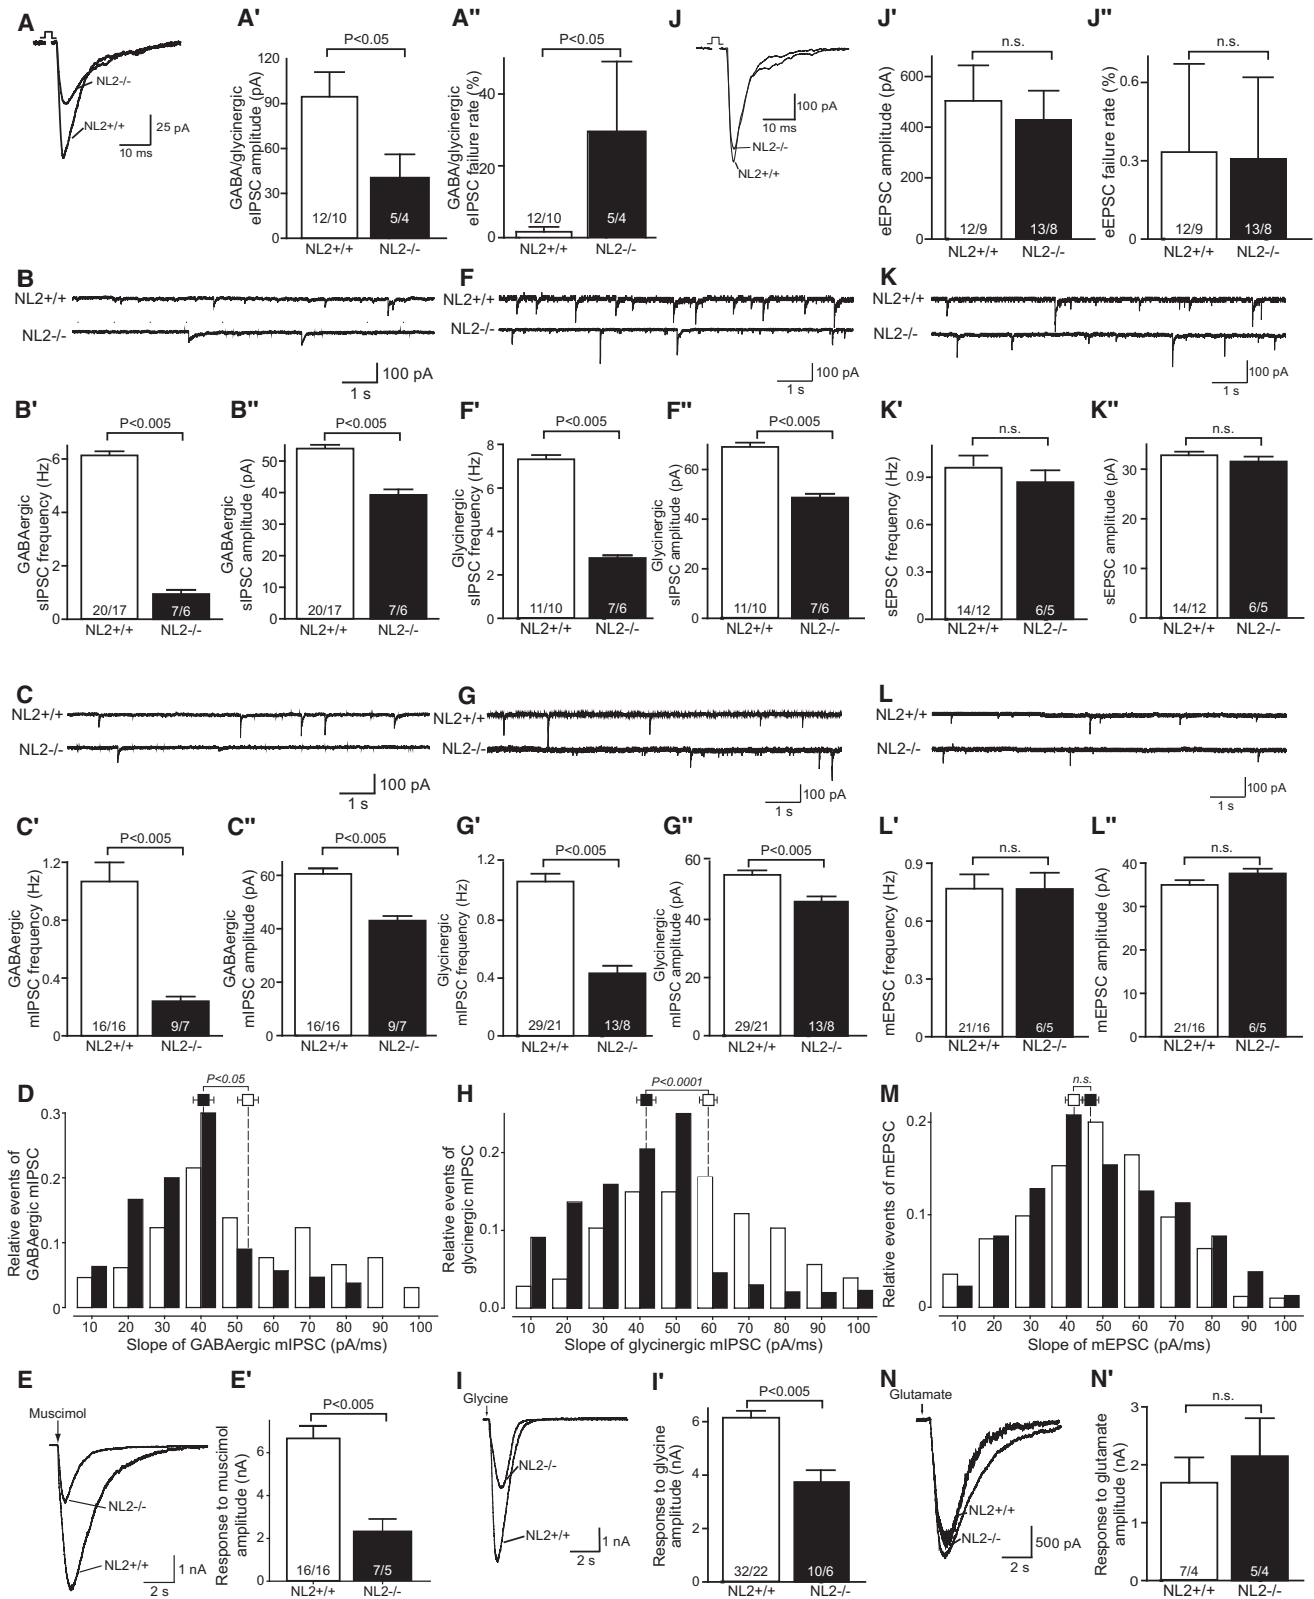 A
NL2-/-
NL2+/+
25 pA
10 ms
A'
P<0.05
GABA/glycinergic
eIPSC amplitude (pA)
120
90
60
30
0
12/10
5/4
NL2+/+
NL2-/-
A"
P<0.05
GABA/glycinergic
eIPSC failure rate (%)
40
20
0
12/10
5/4
NL2+/+
NL2-/-
J
100 pA
10 ms
NL2-/-
NL2+/+
J'
n.s.
eEPSC amplitude (pA)
600
400
200
0
12/9
13/8
NL2+/+
NL2-/-
J"
n.s.
eEPSC failure rate (%)
0.6
0.3
0
12/9
13/8
NL2+/+
NL2-/-
B
NL2+/+
NL2-/-
100 pA
1 s
F
NL2+/+
NL2-/-
100 pA
1 s
K
NL2+/+
NL2-/-
100 pA
1 s
B'
P<0.005
GABAergic
sIPSC frequency (Hz)
6
4
2
0
20/17
7/6
NL2+/+
NL2-/-
B"
P<0.005
GABAergic
sIPSC amplitude (pA)
50
40
30
20
10
0
20/17
7/6
NL2+/+
NL2-/-
F'
P<0.005
Glycinergic
sIPSC frequency (Hz)
8
6
4
2
0
11/10
7/6
NL2+/+
NL2-/-
F"
P<0.005
Glycinergic
sIPSC amplitude (pA)
60
40
20
0
11/10
7/6
NL2+/+
NL2-/-
K'
n.s.
sEPSC frequency (Hz)
0.9
0.6
0.3
0
14/12
6/5
NL2+/+
NL2-/-
K"
n.s.
sEPSC amplitude (pA)
30
20
10
0
14/12
6/5
NL2+/+
NL2-/-
C
NL2+/+
NL2-/-
100 pA
1 s
G
NL2+/+
NL2-/-
100 pA
1 s
L
NL2+/+
NL2-/-
100 pA
1 s
C'
P<0.005
GABAergic
mIPSC frequency (Hz)
1.2
0.8
0.4
0
16/16
9/7
NL2+/+
NL2-/-
C"
P<0.005
GABAergic
mIPSC amplitude (pA)
60
40
20
0
16/16
9/7
NL2+/+
NL2-/-
G'
P<0.005
Glycinergic
mIPSC frequency (Hz)
1.2
0.8
0.4
0
29/21
13/8
NL2+/+
NL2-/-
G"
P<0.005
Glycinergic
mIPSC amplitude (pA)
60
40
20
0
29/21
13/8
NL2+/+
NL2-/-
L'
n.s.
mEPSC frequency (Hz)
0.9
0.6
0.3
0
21/16
6/5
NL2+/+
NL2-/-
L"
n.s.
mEPSC amplitude (pA)
40
30
20
10
0
21/16
6/5
NL2+/+
NL2-/-
D
P<0.05
Relative events of
GABAergic mIPSC
0.3
0.2
0.1
0
10 20 30 40 50 60 70 80 90 100
Slope of GABAergic mIPSC (pA/ms)
H
P<0.0001
Relative events of
glycinergic mIPSC
0.2
0.1
0.0
10 20 30 40 50 60 70 80 90 100
Slope of glycinergic mIPSC (pA/ms)
M
n.s.
Relative events of mEPSC
0.2
0.1
0
10 20 30 40 50 60 70 80 90 100
Slope of mEPSC (pA/ms)
E
Muscimol
NL2-/-
NL2+/+
1 nA
2 s
E'
P<0.005
Response to muscimol
amplitude (nA)
6
4
2
0
16/16
7/5
NL2+/+
NL2-/-
I
Glycine
NL2-/-
NL2+/+
1 nA
2 s
I'
P<0.005
Response to glycine
amplitude (nA)
6
4
2
0
32/22
10/6
NL2+/+
NL2-/-
N
Glutamate
NL2+/+
NL2-/-
500 pA
2 s
N'
n.s.
Response to glutamate
amplitude (nA)
3
2
1
0
7/4
5/4
NL2+/+
NL2-/-